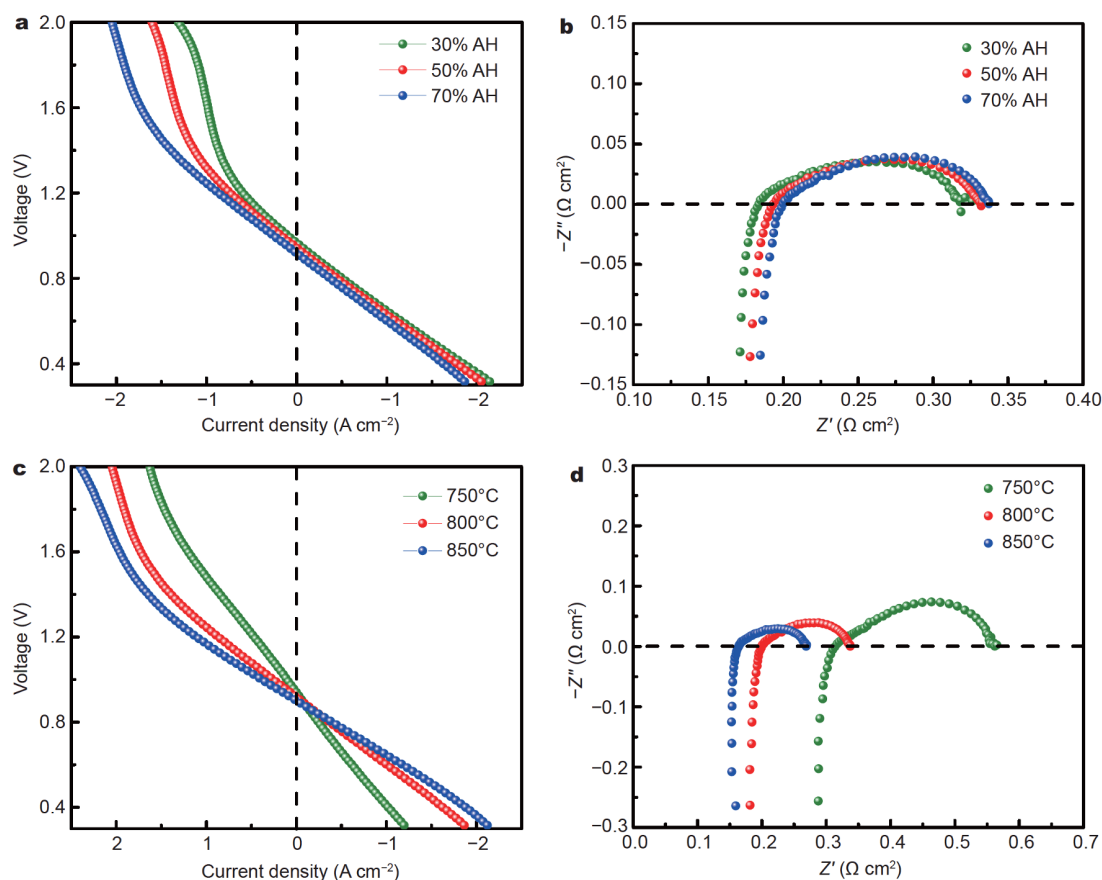 a
2.0
1.6
1.2
0.8
0.4
Voltage (V)
30% AH
50% AH
70% AH
−2
−1
0
−1
−2
Current density (A cm⁻²)
b
0.15
0.10
0.05
0.00
−0.05
−0.10
−0.15
−Z″ (Ω cm²)
30% AH
50% AH
70% AH
0.10
0.20
0.30
0.40
Z′ (Ω cm²)
c
2.0
1.6
1.2
0.8
0.4
Voltage (V)
750°C
800°C
850°C
2
1
0
−1
−2
Current density (A cm⁻²)
d
0.3
0.2
0.1
0.0
−0.1
−0.2
−0.3
−Z″ (Ω cm²)
750°C
800°C
850°C
0.0
0.1
0.2
0.3
0.4
0.5
0.6
0.7
Z′ (Ω cm²)